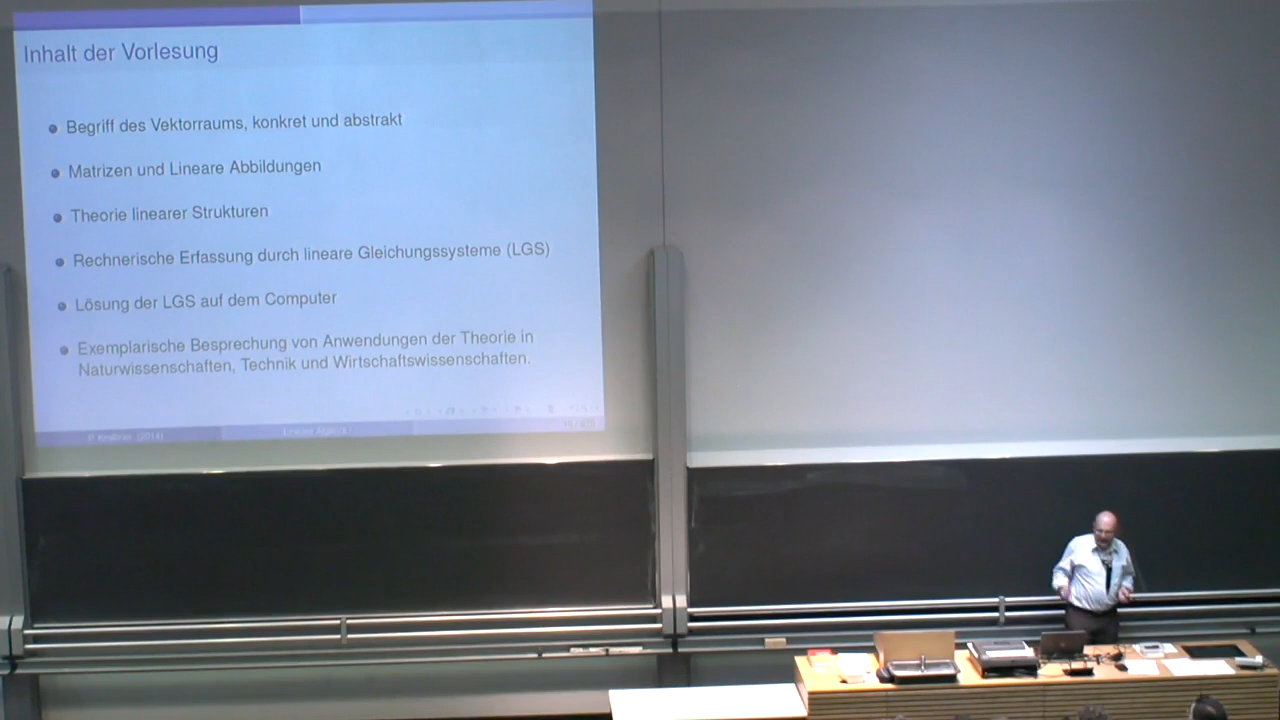 Inhalt der Vorlesung
Begriff des Vektorraums, konkret und abstrakt
Matrizen und Lineare Abbildungen
Theorie linearer Strukturen
Rechnerische Erfassung durch lineare Gleichungssysteme (LGS)
Lösung der LGS auf dem Computer
Exemplarische Besprechung von Anwendungen der Theorie in
Naturwissenschaften, Technik und Wirtschaftswissenschaften.
(2014)
Lineare Algebra